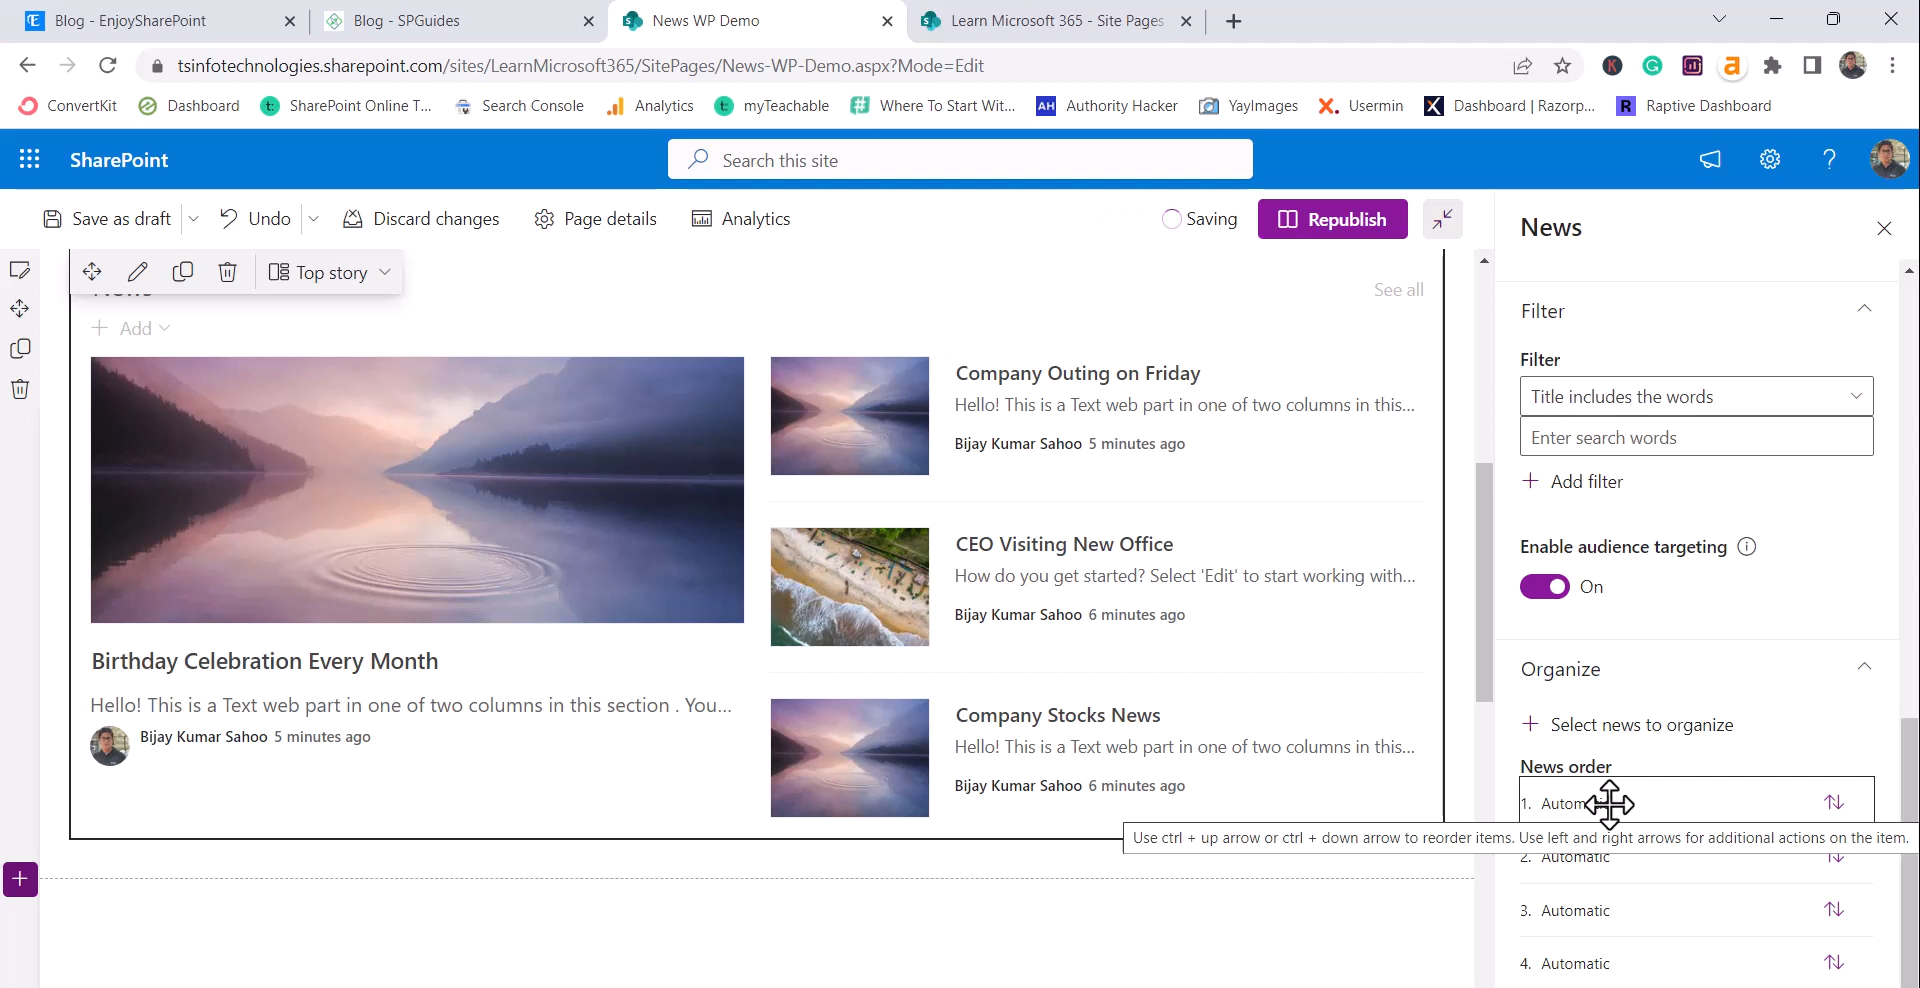 Blog - EnjoySharePoint
Blog - SPGuides
News WP Demo
Learn Microsoft 365 - Site Pages
tsinfotechnologies.sharepoint.com/sites/LearnMicrosoft365/SitePages/News-WP-Demo.aspx?Mode=Edit
ConvertKit
Dashboard
SharePoint Online T...
Search Console
Analytics
myTeachable
Where To Start Wit...
AH Authority Hacker
YayImages
Usermin
Dashboard | Razorp...
R Raptive Dashboard
SharePoint
Search this site
Save as draft
Undo
Discard changes
Page details
Analytics
Saving
Republish
Top story
See all
Add
Birthday Celebration Every Month
Hello! This is a Text web part in one of two columns in this section . You...
Bijay Kumar Sahoo 5 minutes ago
Company Outing on Friday
Hello! This is a Text web part in one of two columns in this...
Bijay Kumar Sahoo 5 minutes ago
CEO Visiting New Office
How do you get started? Select 'Edit' to start working with...
Bijay Kumar Sahoo 6 minutes ago
Company Stocks News
Hello! This is a Text web part in one of two columns in this...
Bijay Kumar Sahoo 6 minutes ago
News
Filter
Filter
Title includes the words
Enter search words
Add filter
Enable audience targeting
On
Organize
Select news to organize
News order
1.
Use ctrl + up arrow or ctrl + down arrow to reorder items. Use left and right arrows for additional actions on the item.
2. Automatic
3. Automatic
4. Automatic